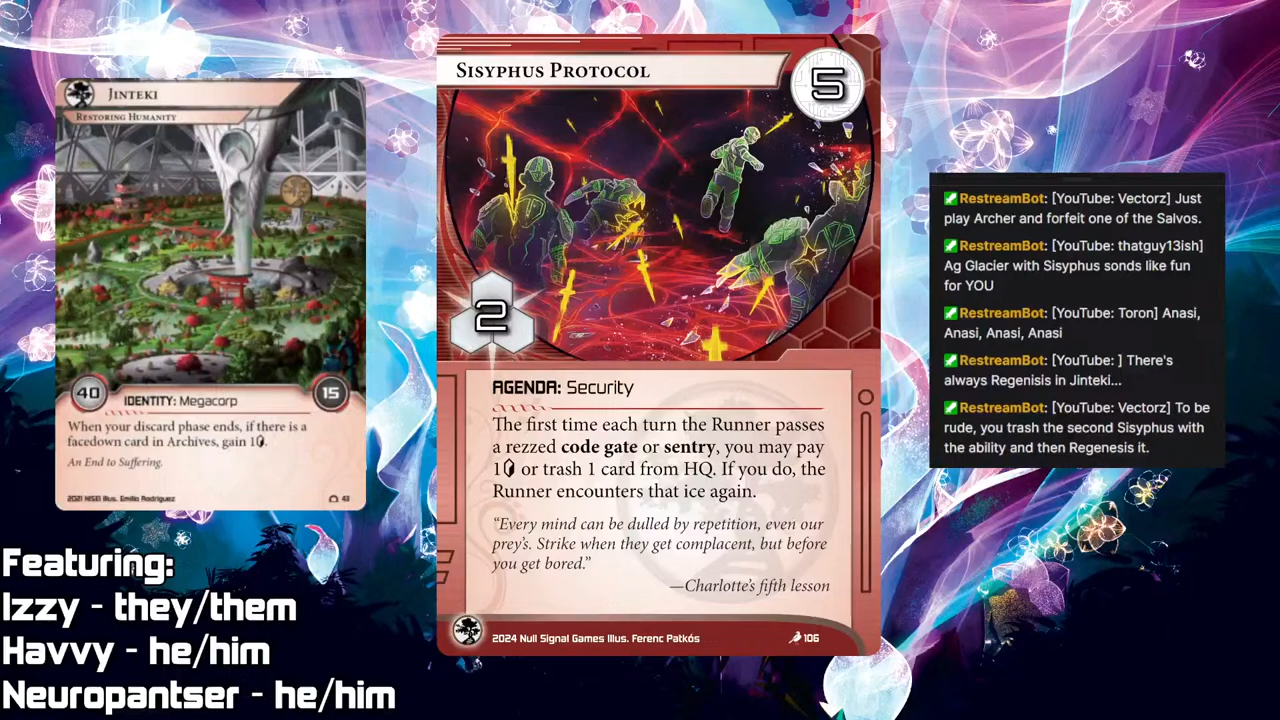 JINTEKI
RESTORING HUMANITY
40
IDENTITY: Megacorp
15
When your discard phase ends, if there is a
facedown card in Archives, gain 1
An End to Suffering.
2021 NISEI Illus. Emilio Rodriguez
43
Featuring:
Izzy - they/them
Havvy - he/him
Neuropantser - he/him
SISYPHUS PROTOCOL
5
2
AGENDA: Security
The first time each turn the Runner passes
a rezzed code gate or sentry, you may pay
1 or trash 1 card from HQ. If you do, the
Runner encounters that ice again.
“Every mind can be dulled by repetition, even our
prey’s. Strike when they get complacent, but before
you get bored.”
—Charlotte’s fifth lesson
2024 Null Signal Games Illus. Ferenc Patkós
106
RestreamBot: [YouTube: Vectorz] Just
play Archer and forfeit one of the Salvos.
RestreamBot: [YouTube: thatguy13ish]
Ag Glacier with Sisyphus sonds like fun
for YOU
RestreamBot: [YouTube: Toron] Anasi,
Anasi, Anasi, Anasi
RestreamBot: [YouTube: ] There's
always Regenisis in Jinteki...
RestreamBot: [YouTube: Vectorz] To be
rude, you trash the second Sisyphus with
the ability and then Regenesis it.